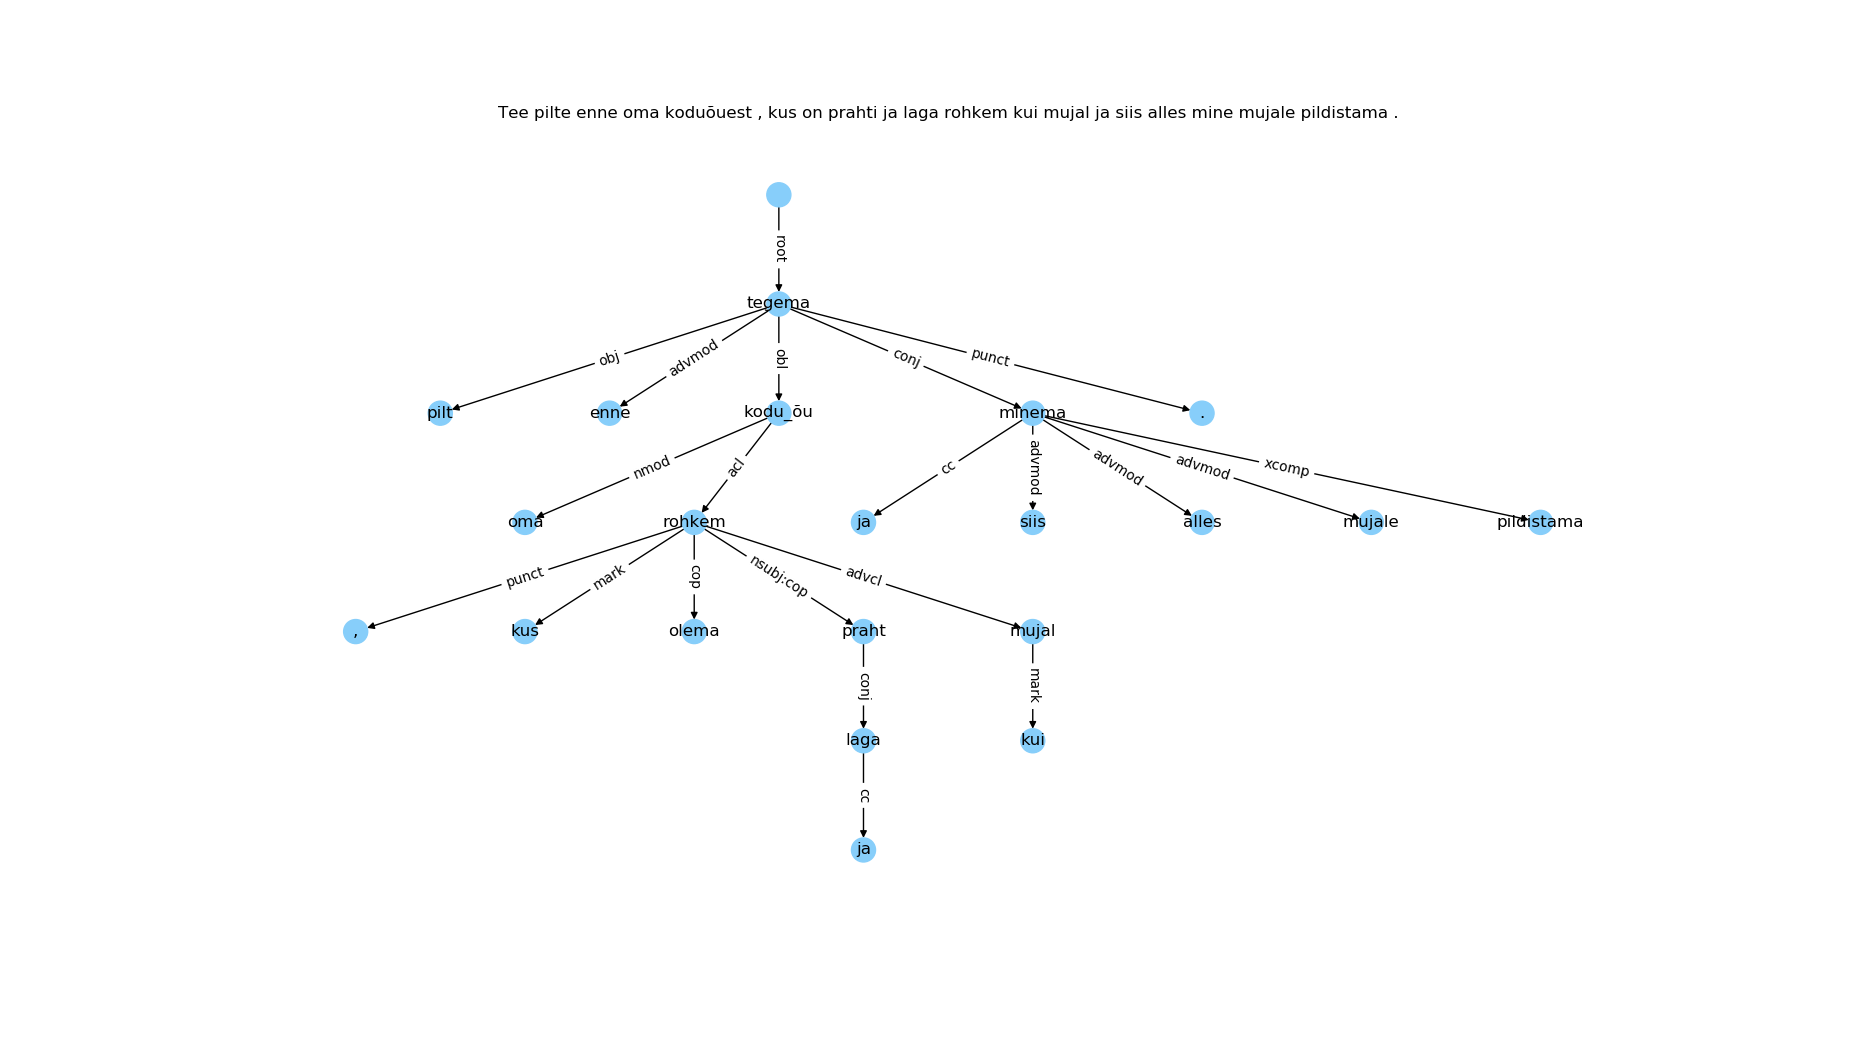 Tee pilte enne oma koduõuest , kus on prahti ja laga rohkem kui mujal ja siis alles mine mujale pildistama .
root
tegema
obj advmod obl conj punct
pilt enne kodu_õu minema .
nmod acl cc advmod advmod advmod xcomp
oma rohkem ja siis alles mujale pildistama
punct mark cop nsubj:cop advcl
, kus olema praht mujal
conj mark
laga kui
cc
ja